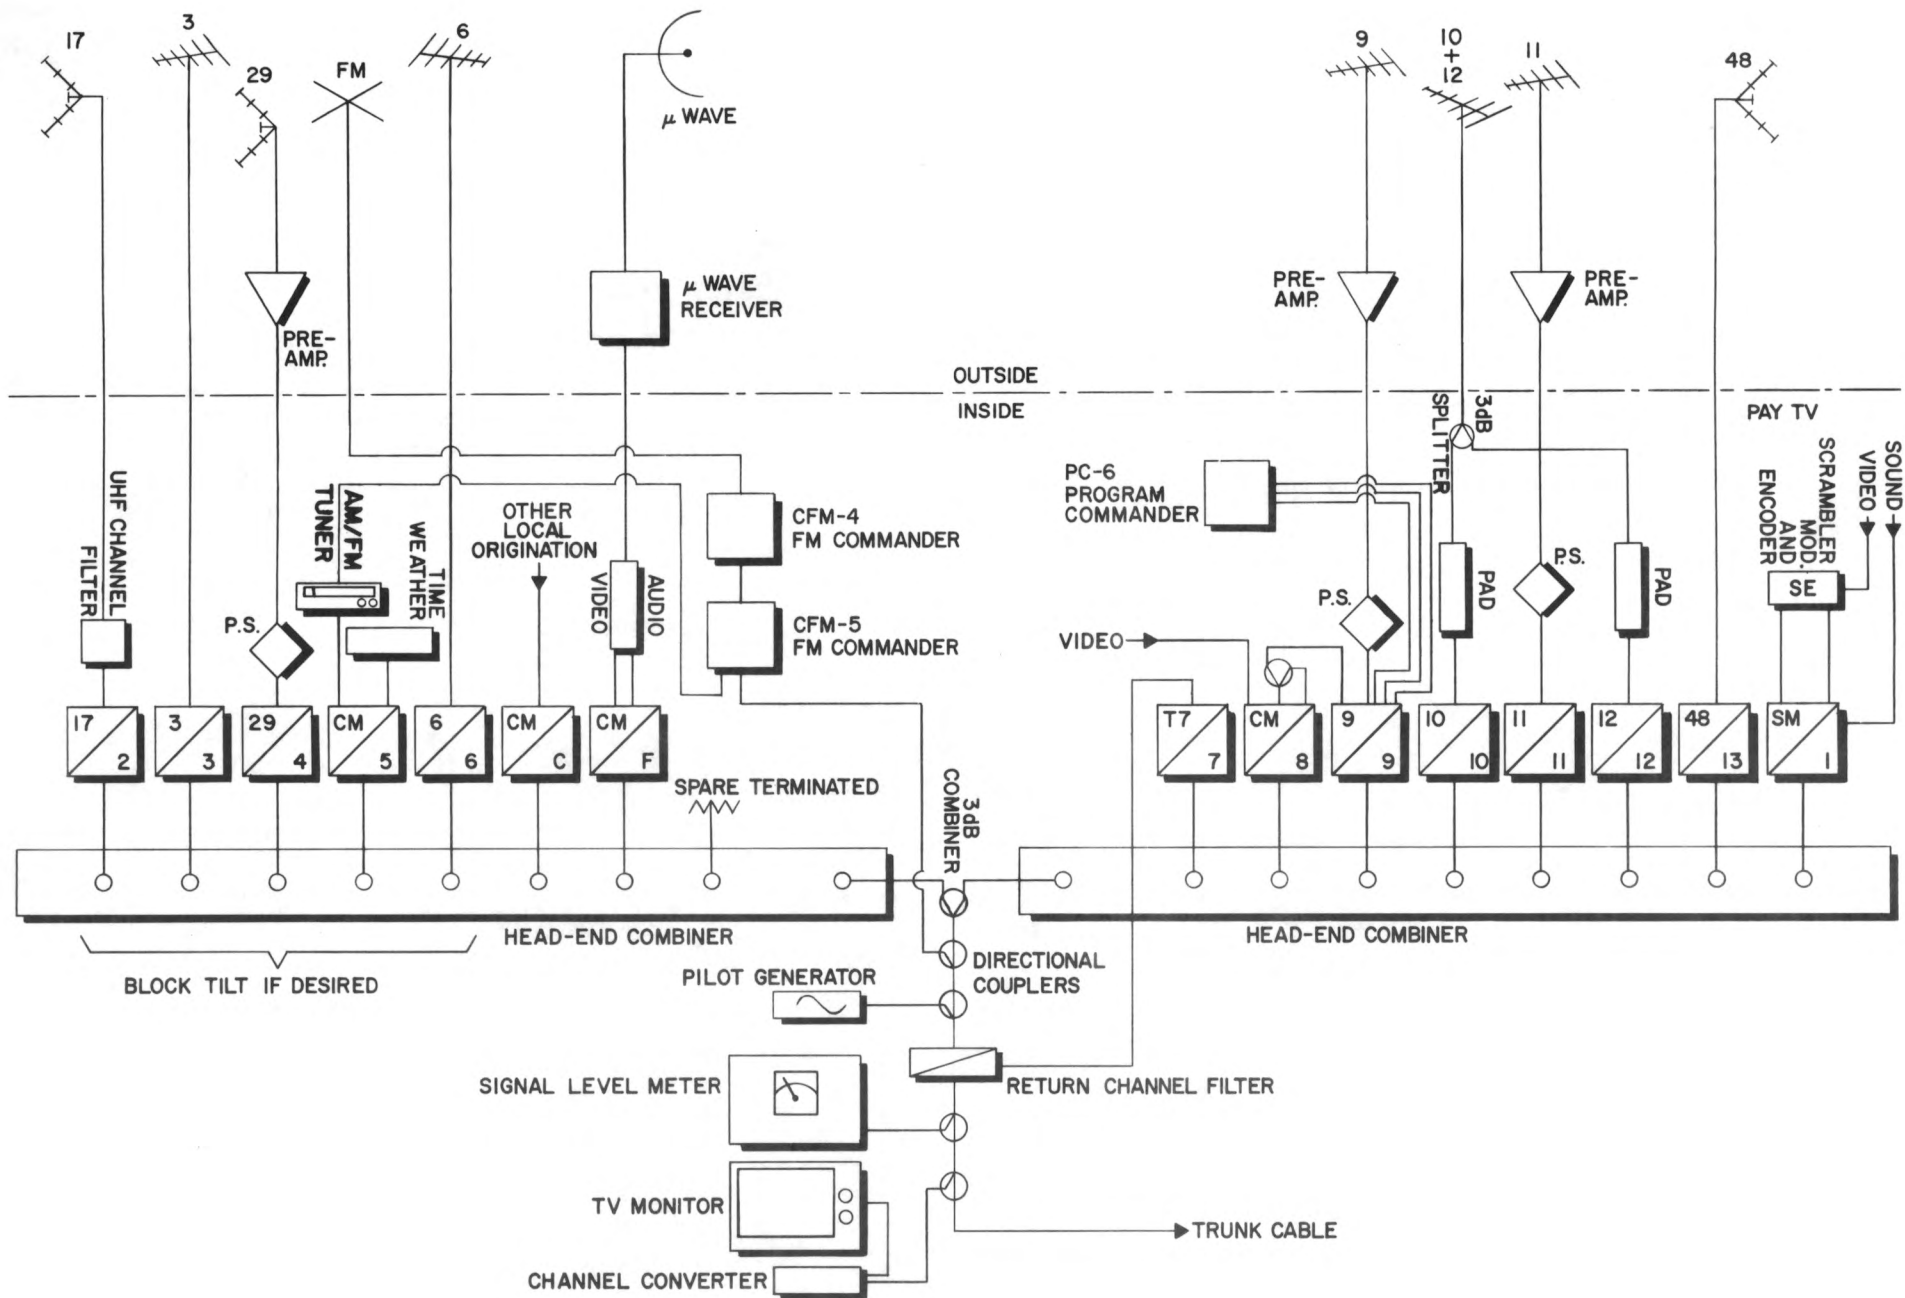 17
3
29
FM
6
μ WAVE
9
10
+
12
11
48
PRE-
AMP.
μ WAVE
RECEIVER
PRE-
AMP.
PRE-
AMP.
OUTSIDE
INSIDE
PAY TV
UHF CHANNEL
FILTER
P.S.
AM/FM
TUNER
TIME
WEATHER
OTHER
LOCAL
ORIGINATION
VIDEO
AUDIO
CFM-4
FM COMMANDER
CFM-5
FM COMMANDER
PC-6
PROGRAM
COMMANDER
VIDEO
P.S.
3dB
SPLITTER
PAD
P.S.
PAD
SCRAMBLER
MOD.
AND
ENCODER
SOUND
VIDEO
SE
17
2
3
3
29
4
CM
5
6
6
CM
C
CM
F
T7
7
CM
8
9
9
10
10
11
11
12
12
48
13
SM
1
SPARE TERMINATED
3dB
COMBINER
HEAD-END COMBINER
HEAD-END COMBINER
BLOCK TILT IF DESIRED
DIRECTIONAL
COUPLERS
PILOT GENERATOR
SIGNAL LEVEL METER
RETURN CHANNEL FILTER
TV MONITOR
TRUNK CABLE
CHANNEL CONVERTER